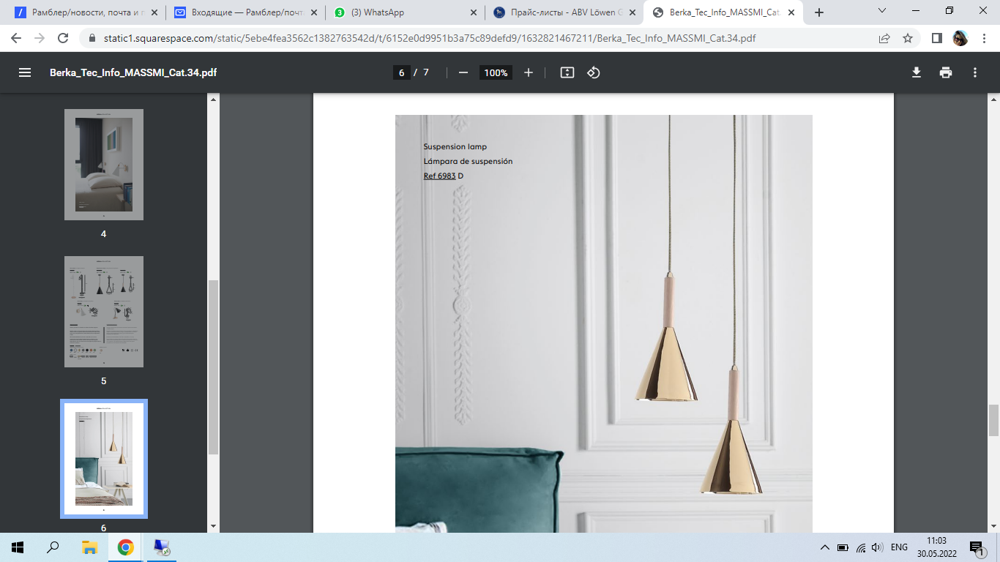 Рамблер/новости, почта и п
Входящие — Рамблер/почт
3 (3) WhatsApp
Прайс-листы - ABV Löwen G
Berka_Tec_Info_MASSMI_Cat.
static1.squarespace.com/static/5ebe4fea3562c1382763542d/t/6152e0d9951b3a75c89defd9/1632821467211/Berka_Tec_Info_MASSMI_Cat.34.pdf
Berka_Tec_Info_MASSMI_Cat.34.pdf
6 / 7
100%
4
5
6
Suspension lamp
Lámpara de suspensión
Ref 6983 D
ENG
11:03
30.05.2022
1